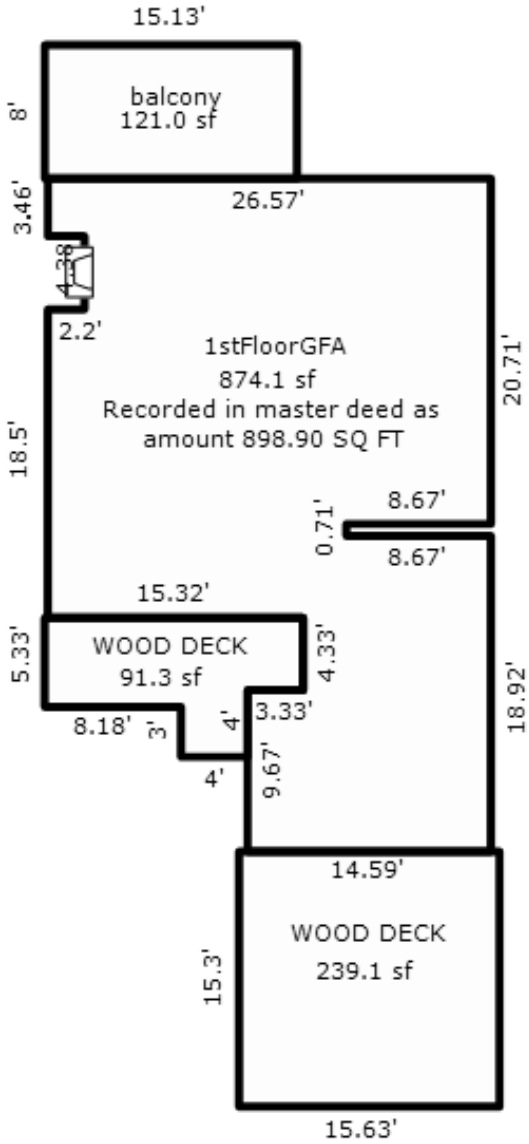 15.13'
8'
balcony
121.0 sf
3.46'
26.57'
4.38
2.2'
1stFloorGFA
874.1 sf
Recorded in master deed as
amount 898.90 SQ FT
20.71'
18.5'
8.67'
0.71'
8.67'
15.32'
5.33'
WOOD DECK
91.3 sf
4.33'
18.92'
8.18'
3'
4'
3.33'
4'
9.67'
14.59'
WOOD DECK
239.1 sf
15.3'
15.63'